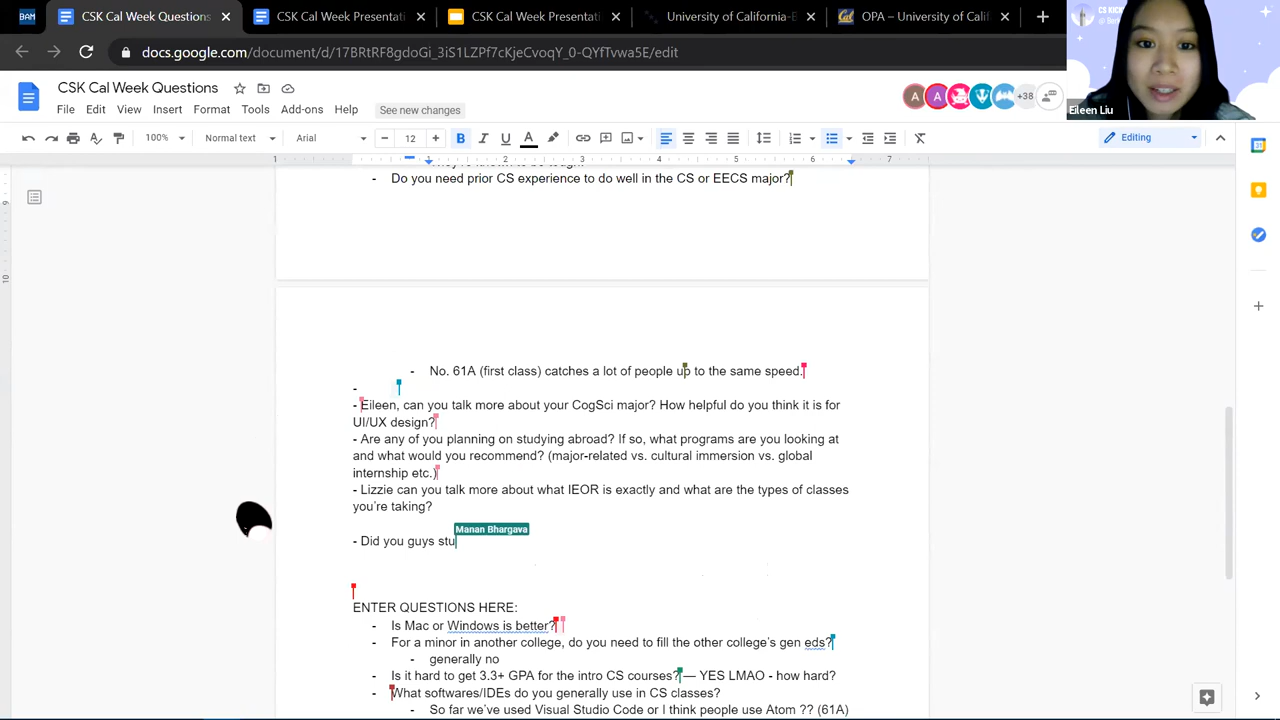 CSK Cal Week Questions
CSK Cal Week Presentati
CSK Cal Week Presentati
University of California-E
OPA – University of Calif
docs.google.com/document/d/17BRtRF6gdoGi_3iS1LZPf7cKjeCvoqY_0-QYfTvwa5E/edit
CSK Cal Week Questions
File Edit View Insert Format Tools Add-ons Help See new changes
+38
Eileen Liu
100% Normal text Arial 12 Editing
1 1 2 3 4 5 6 7
- Do you need prior CS experience to do well in the CS or EECS major?
- No. 61A (first class) catches a lot of people up to the same speed.
-
- Eileen, can you talk more about your CogSci major? How helpful do you think it is for
UI/UX design?
- Are any of you planning on studying abroad? If so, what programs are you looking at
and what would you recommend? (major-related vs. cultural immersion vs. global
internship etc.)
- Lizzie can you talk more about what IEOR is exactly and what are the types of classes
you're taking?
Manan Bhargava
- Did you guys stu
ENTER QUESTIONS HERE:
- Is Mac or Windows is better?
- For a minor in another college, do you need to fill the other college's gen eds?
- generally no
- Is it hard to get 3.3+ GPA for the intro CS courses? — YES LMAO - how hard?
- What softwares/IDEs do you generally use in CS classes?
- So far we've used Visual Studio Code or I think people use Atom ?? (61A)